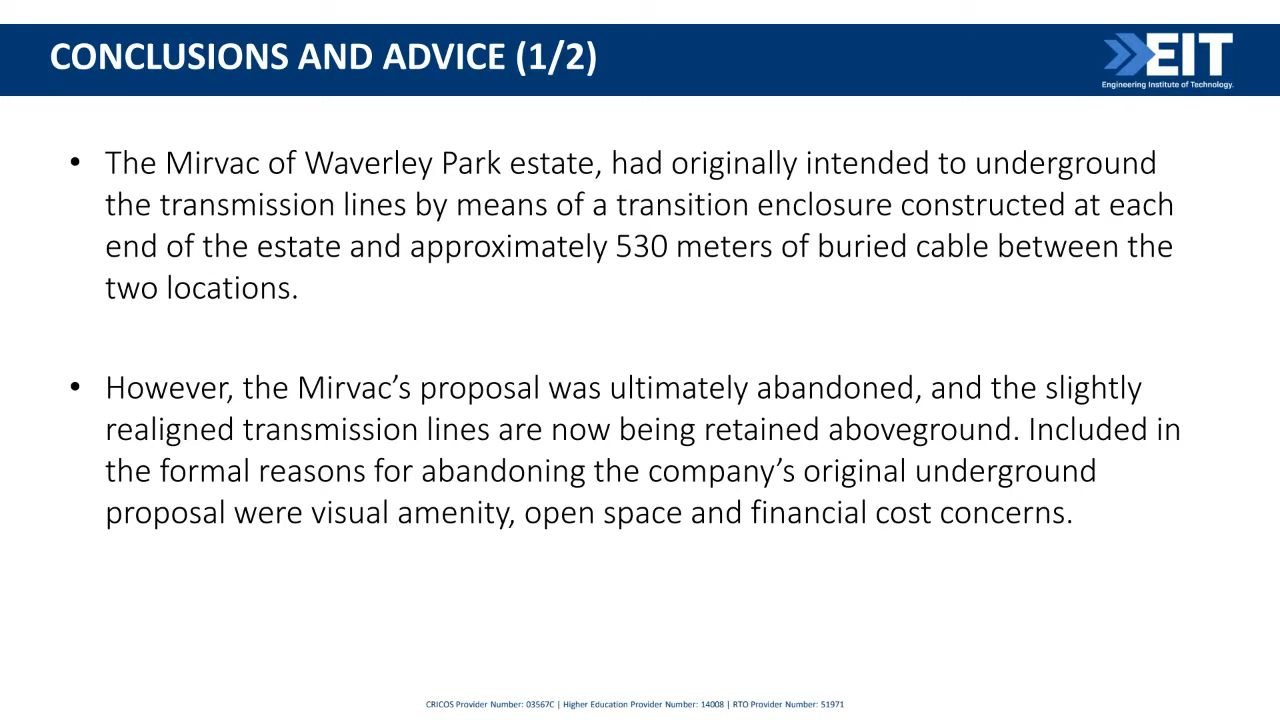 CONCLUSIONS AND ADVICE (1/2)
EIT
Engineering Institute of Technology.
• The Mirvac of Waverley Park estate, had originally intended to underground
the transmission lines by means of a transition enclosure constructed at each
end of the estate and approximately 530 meters of buried cable between the
two locations.
• However, the Mirvac’s proposal was ultimately abandoned, and the slightly
realigned transmission lines are now being retained aboveground. Included in
the formal reasons for abandoning the company’s original underground
proposal were visual amenity, open space and financial cost concerns.
CRICOS Provider Number: 03567C | Higher Education Provider Number: 14008 | RTO Provider Number: 51971